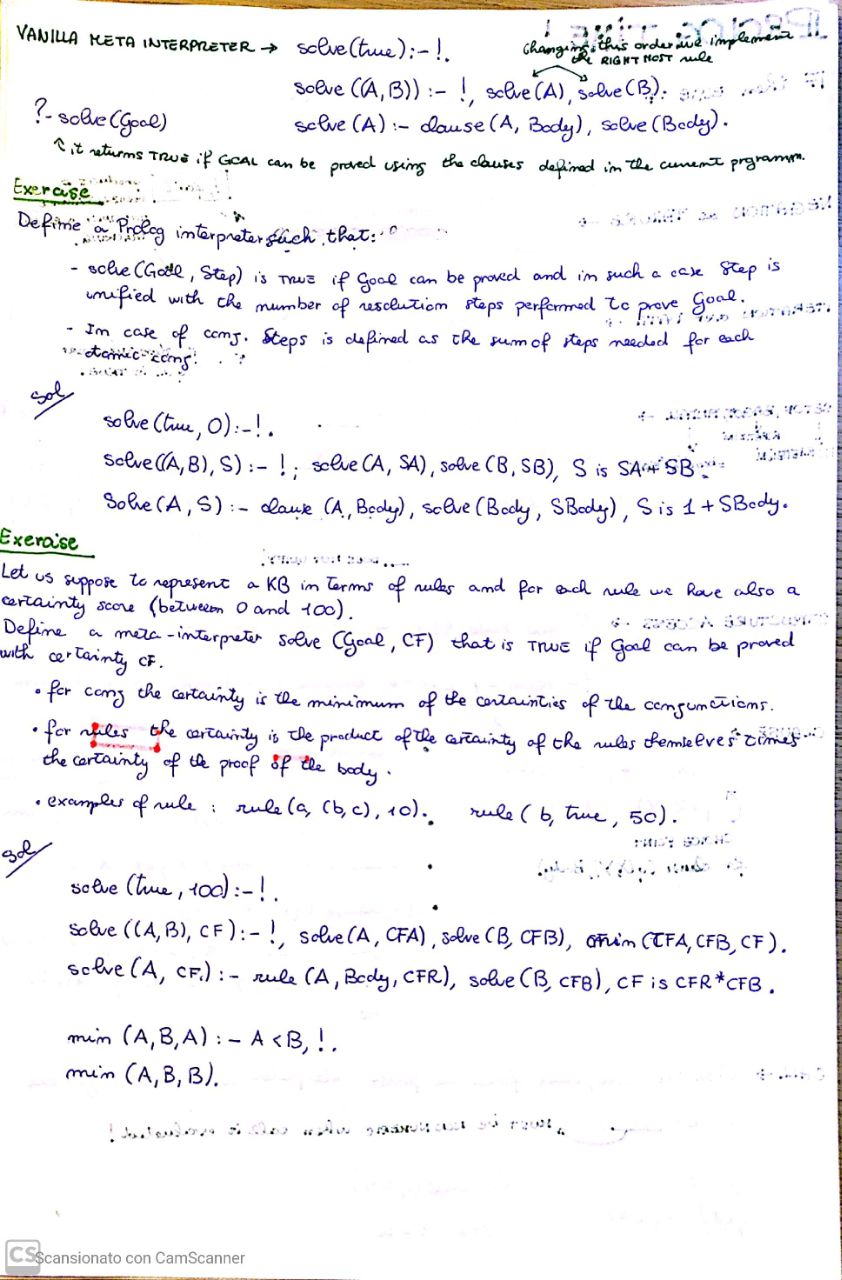 VANILLA META INTERPRETER → solve(true):-!.
changing this order we implement
the RIGHT MOST rule
solve ((A,B)) :- !, solve(A), solve(B).
?- solve(Goal)
solve (A) :- clause(A, Body), solve(Body).
↑ it returns TRUE if GOAL can be proved using the clauses defined in the current prgramm.
Exercise
Define a Prolog interpreter such that:
- solve (Goal, Step) is TRUE if Goal can be proved and in such a case Step is
unified with the number of resolution steps performed to prove Goal.
- In case of conj. Steps is defined as the sum of steps needed for each
atomic conj.
Sol
solve (true, 0):-!.
solve((A,B), S) :- !, solve(A, SA), solve(B, SB), S is SA+SB.
Solve(A, S) :- clause (A, Body), solve(Body, SBody), S is 1 + SBody.
Exercise
Let us suppose to represent a KB in terms of rules and for each rule we have also a
certainty score (between 0 and 100).
Define a meta-interpreter solve (Goal, CF) that is TRUE if Goal can be proved
with certainty CF.
• for conj the certainty is the minimum of the certainties of the conjunctions.
• for rules the certainty is the product of the certainty of the rules themselves times
the certainty of the proof of the body.
• examples of rule : rule(a, (b,c), 10). rule( b, true, 50).
Sol
solve (true, 100):-!.
solve ((A,B), CF):- !, solve(A, CFA), solve(B, CFB), min (CFA, CFB, CF).
solve (A, CF) :- rule (A, Body, CFR), solve(B, CFB), CF is CFR*CFB.
min (A,B,A) :- A<B, !.
min (A,B,B).
CS Scansionato con CamScanner